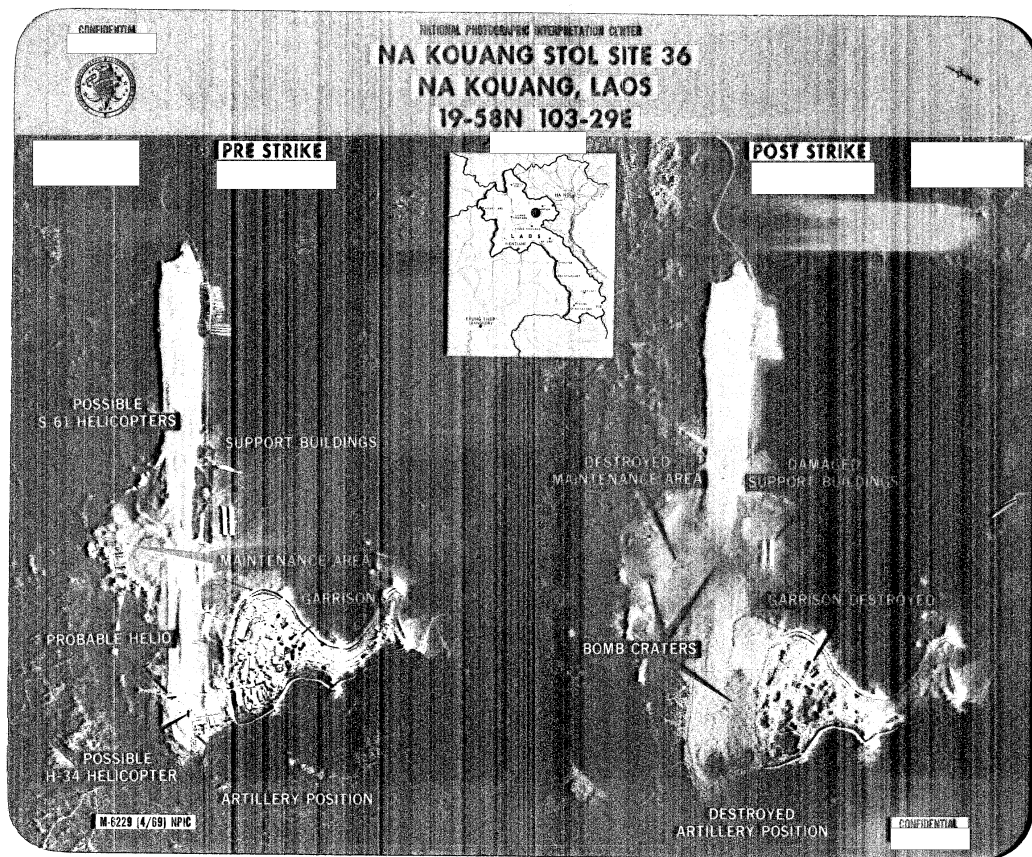 CONFIDENTIAL
NATIONAL PHOTOGRAPHIC INTERPRETATION CENTER
NA KOUANG STOL SITE 36
NA KOUANG, LAOS
19-58N 103-29E
PRE STRIKE
POST STRIKE
LAOS
POSSIBLE
S-61 HELICOPTERS
SUPPORT BUILDINGS
MAINTENANCE AREA
GARRISON
PROBABLE HELIO
POSSIBLE
H-34 HELICOPTER
ARTILLERY POSITION
M-6229 (4/69) NPIC
DESTROYED
MAINTENANCE AREA
DAMAGED
SUPPORT BUILDINGS
GARRISON DESTROYED
BOMB CRATERS
DESTROYED
ARTILLERY POSITION
CONFIDENTIAL